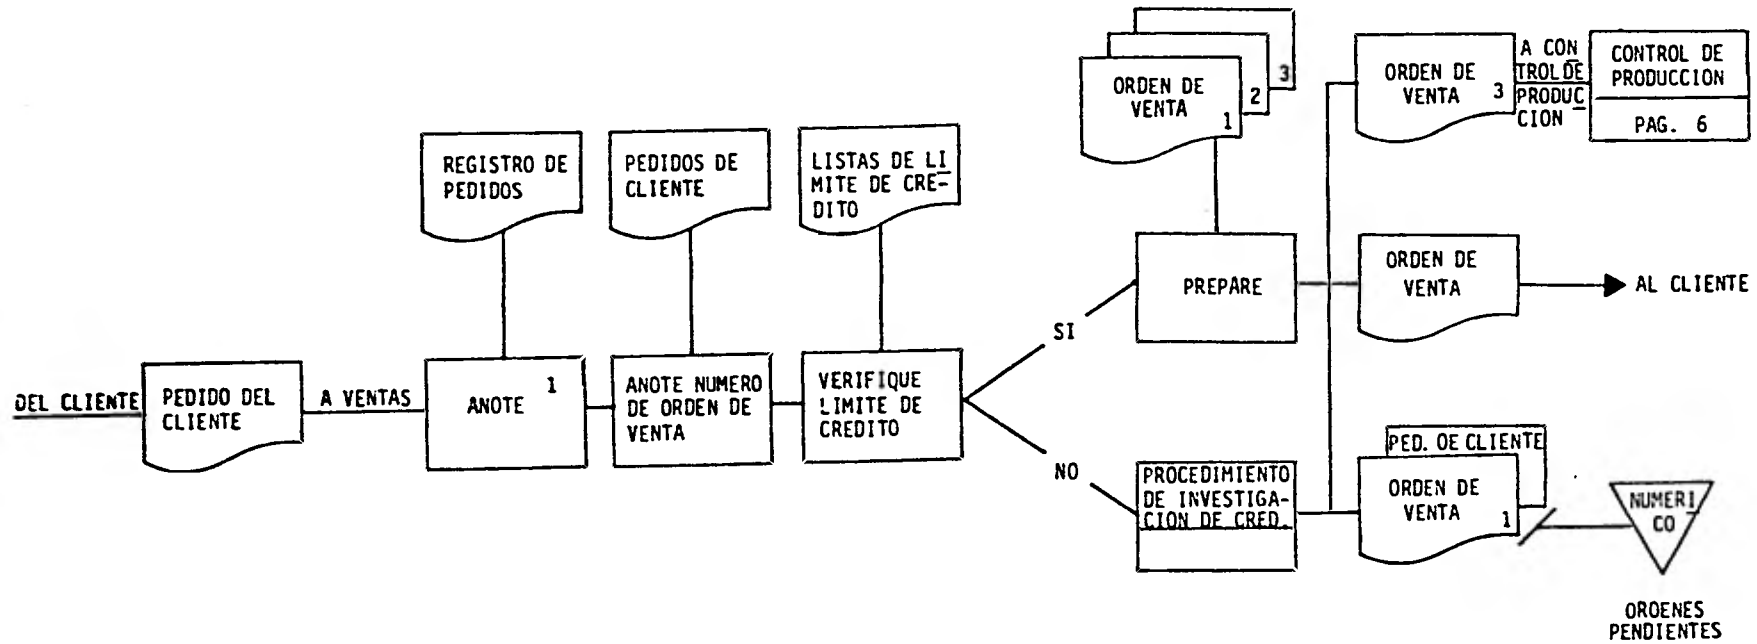 DEL CLIENTE
PEDIDO DEL
CLIENTE
A VENTAS
REGISTRO DE
PEDIDOS
ANOTE
1
PEDIDOS DE
CLIENTE
ANOTE NUMERO
DE ORDEN DE
VENTA
LISTAS DE LI
MITE DE CRE-
DITO
VERIFIQUE
LIMITE DE
CREDITO
SI
NO
ORDEN DE
VENTA
1
2
3
PREPARE
PROCEDIMIENTO
DE INVESTIGA-
CION DE CRED.
ORDEN DE
VENTA 3
A CON
TROL DE
PRODUC
CION
CONTROL DE
PRODUCCION
PAG. 6
ORDEN DE
VENTA
AL CLIENTE
PED. DE CLIENTE
ORDEN DE
VENTA 1
NUMERI
CO
ORDENES
PENDIENTES